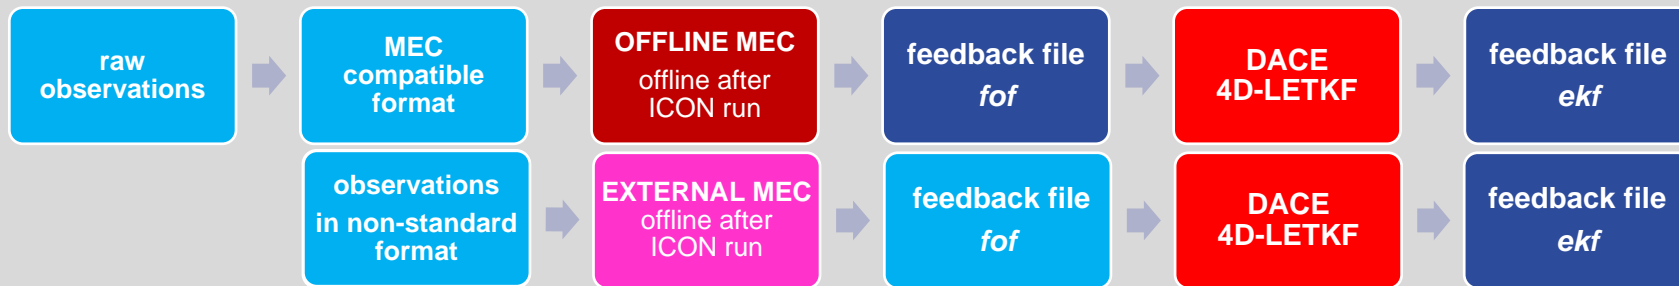 raw
observations
MEC
compatible
format
OFFLINE MEC
offline after
ICON run
feedback file
fof
DACE
4D-LETKF
feedback file
ekf
observations
in non-standard
format
EXTERNAL MEC
offline after
ICON run
feedback file
fof
DACE
4D-LETKF
feedback file
ekf